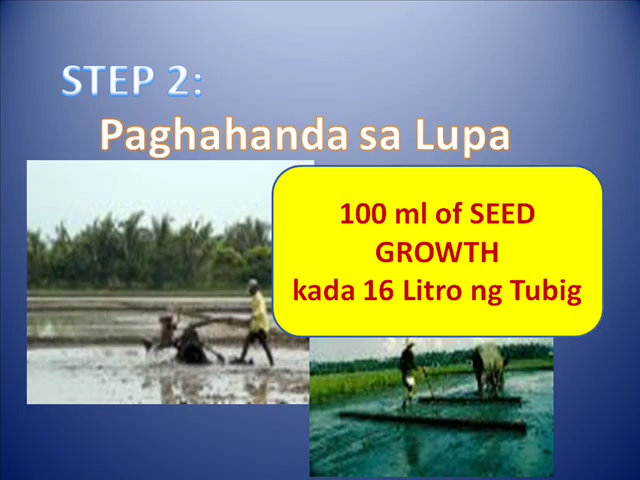 STEP 2:
Paghahanda sa Lupa
100 ml of SEED
GROWTH
kada 16 Litro ng Tubig